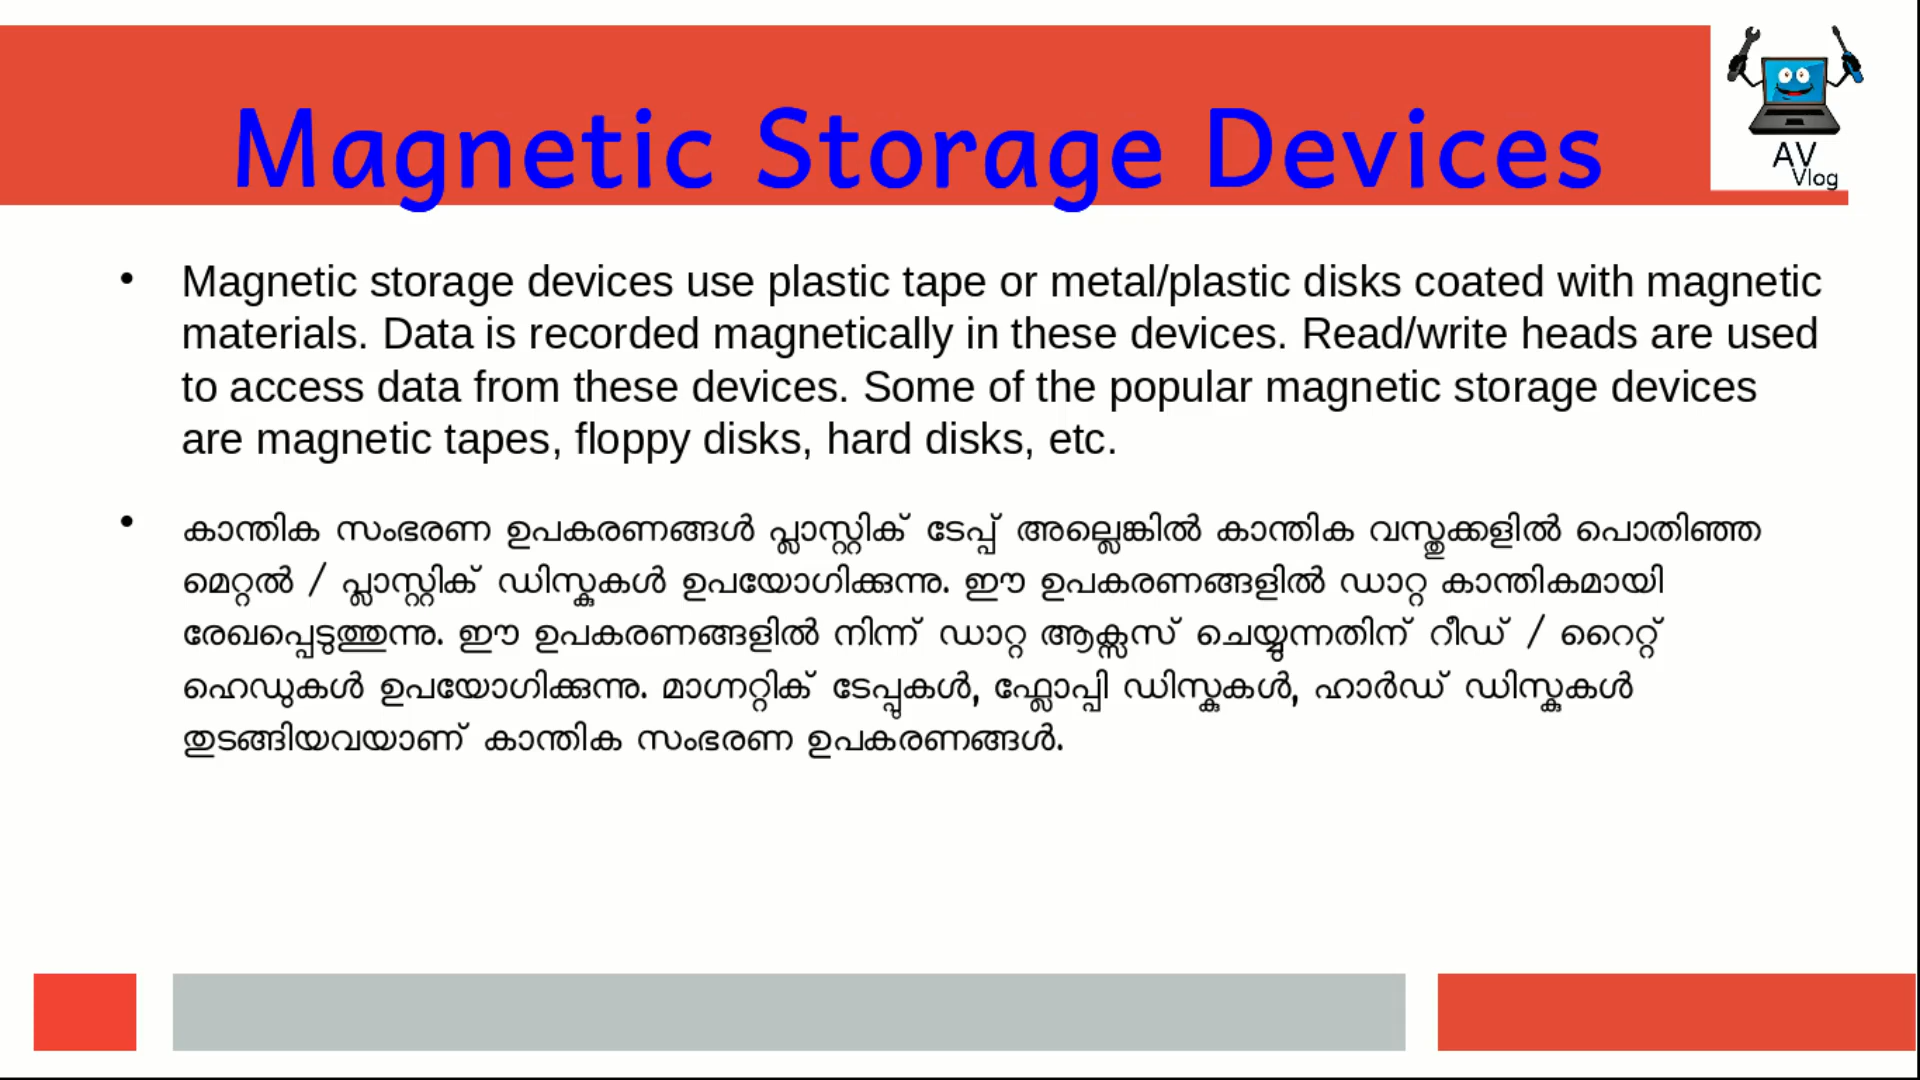 Magnetic Storage Devices
AV
Vlog
• Magnetic storage devices use plastic tape or metal/plastic disks coated with magnetic
materials. Data is recorded magnetically in these devices. Read/write heads are used
to access data from these devices. Some of the popular magnetic storage devices
are magnetic tapes, floppy disks, hard disks, etc.
• കാന്തിക സംഭരണ ഉപകരണങ്ങൾ പ്ലാസ്റ്റിക് ടേപ്പ് അല്ലെങ്കിൽ കാന്തിക വസ്തുക്കളിൽ പൊതിഞ്ഞ
മെറ്റൽ / പ്ലാസ്റ്റിക് ഡിസ്കുകൾ ഉപയോഗിക്കുന്നു. ഈ ഉപകരണങ്ങളിൽ ഡാറ്റ കാന്തികമായി
രേഖപ്പെടുത്തുന്നു. ഈ ഉപകരണങ്ങളിൽ നിന്ന് ഡാറ്റ ആക്സസ് ചെയ്യുന്നതിന് റീഡ് / റൈറ്റ്
ഹെഡുകൾ ഉപയോഗിക്കുന്നു. മാഗ്നറ്റിക് ടേപ്പുകൾ, ഫ്ലോപ്പി ഡിസ്കുകൾ, ഹാർഡ് ഡിസ്കുകൾ
തുടങ്ങിയവയാണ് കാന്തിക സംഭരണ ഉപകരണങ്ങൾ.